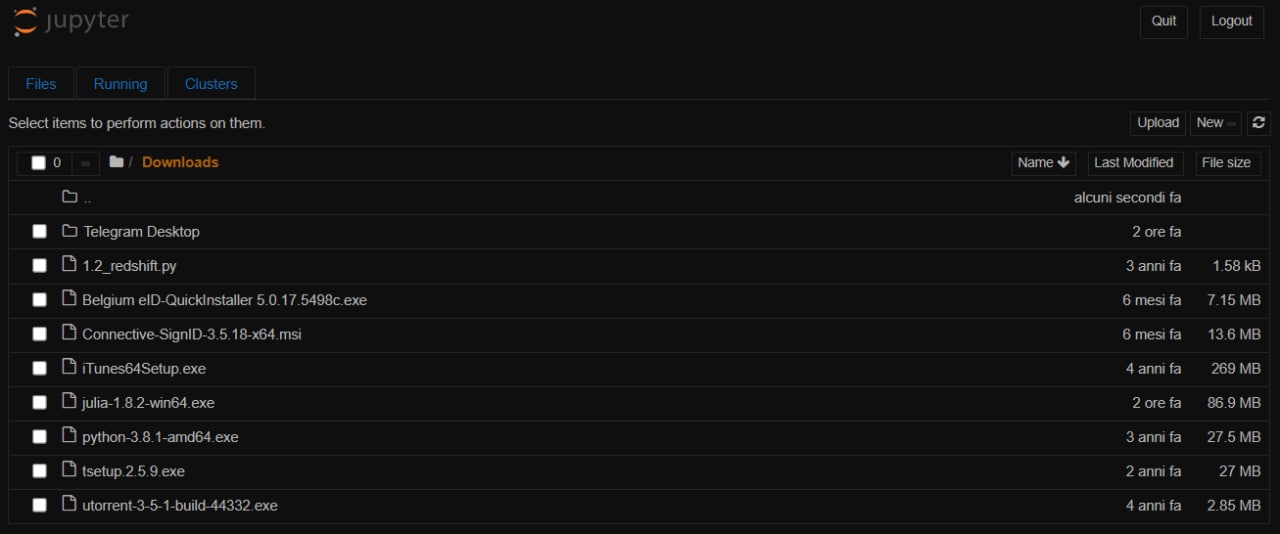 jupyter Quit Logout
Files Running Clusters
Select items to perform actions on them. Upload New
0 / Downloads Name Last Modified File size
.. alcuni secondi fa
Telegram Desktop 2 ore fa
1.2_redshift.py 3 anni fa 1.58 kB
Belgium eID-QuickInstaller 5.0.17.5498c.exe 6 mesi fa 7.15 MB
Connective-SignID-3.5.18-x64.msi 6 mesi fa 13.6 MB
iTunes64Setup.exe 4 anni fa 269 MB
julia-1.8.2-win64.exe 2 ore fa 86.9 MB
python-3.8.1-amd64.exe 3 anni fa 27.5 MB
tsetup.2.5.9.exe 2 anni fa 27 MB
utorrent-3-5-1-build-44332.exe 4 anni fa 2.85 MB